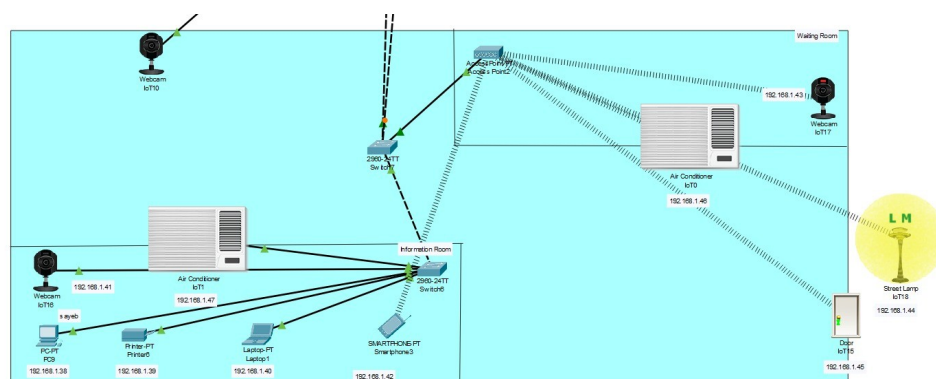 Waiting Room
Webcam
IoT10
Access Point2
192.168.1.43
Webcam
IoT17
2960-24TT
Air Conditioner
IoT0
192.168.1.46
L M
Street Lamp
IoT18
192.168.1.44
Information Room
2960-24TT
Switch6
Webcam
IoT16
192.168.1.41
Air Conditioner
IoT1
192.168.1.47
sayeb
PC-PT
PC9
192.168.1.38
Printer-PT
Printer6
192.168.1.39
Laptop-PT
Laptop1
192.168.1.40
SMARTPHONE-PT
Smartphone3
192.168.1.42
Door
IoT15
192.168.1.45